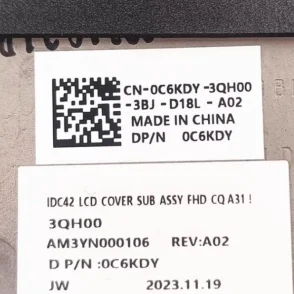 CN-0C6KDY-3QH00
-3BJ-D18L - A02
MADE IN CHINA
DP/N 0C6KDY
IDC42 LCD COVER SUB ASSY FHD CQ A31 !
3QH00
AM3YN000106 REV:A02
D P/N :0C6KDY
JW 2023.11.19